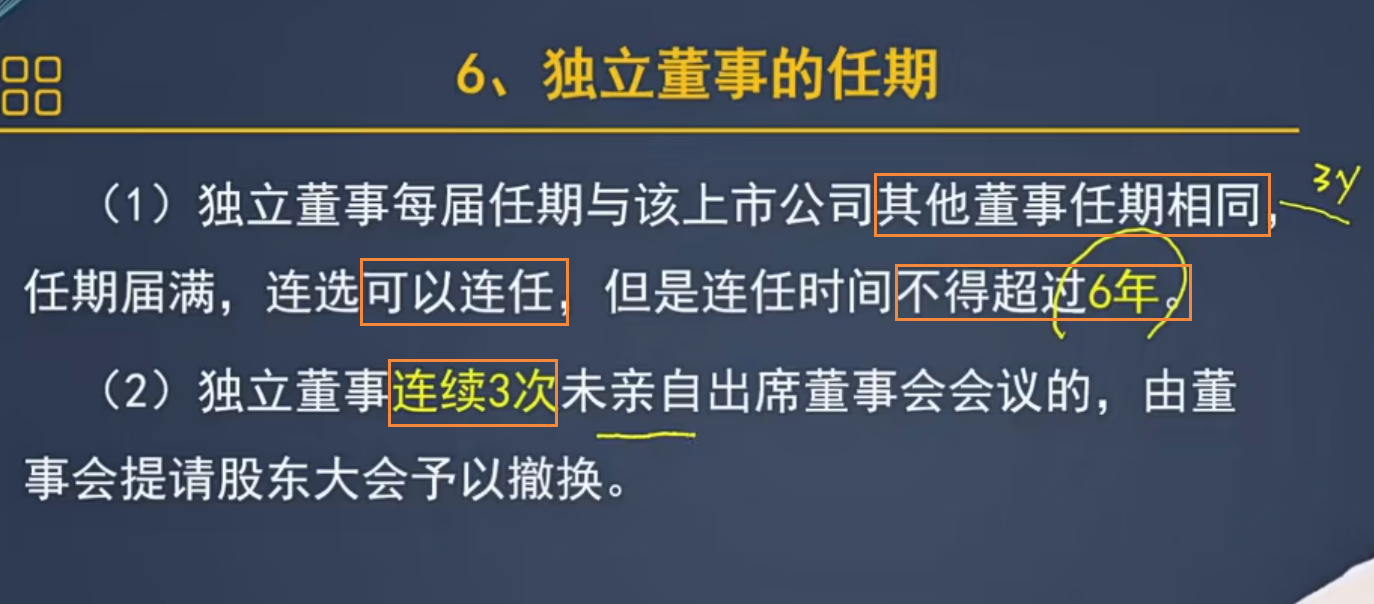 6、独立董事的任期
（1）独立董事每届任期与该上市公司其他董事任期相同，
3y
任期届满，连选可以连任，但是连任时间不得超过6年。
（2）独立董事连续3次未亲自出席董事会会议的，由董
事会提请股东大会予以撤换。